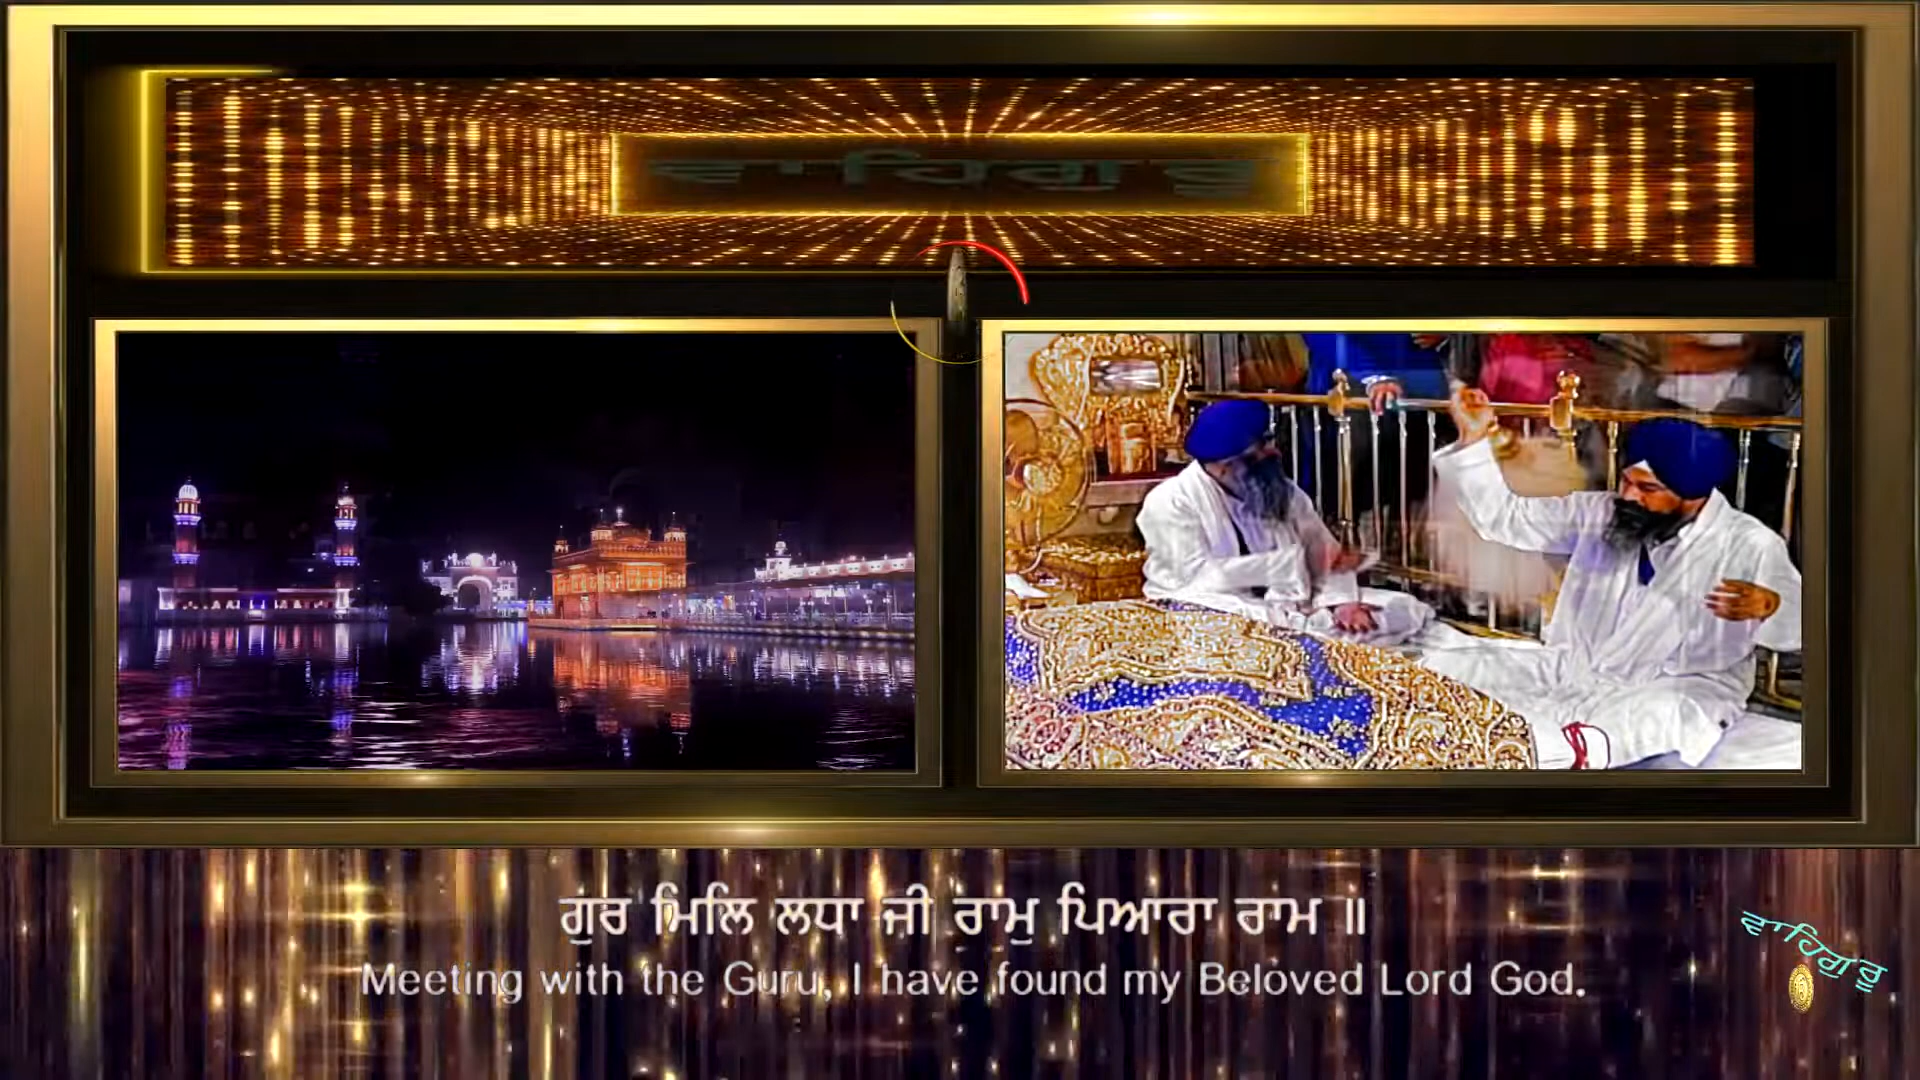 ਵਾਹਿਗੁਰੂ
ਗੁਰ ਮਿਲਿ ਲਧਾ ਜੀ ਰਾਮੁ ਪਿਆਰਾ ਰਾਮ ॥
Meeting with the Guru, I have found my Beloved Lord God.
ਵਾਹਿਗੁਰੂ